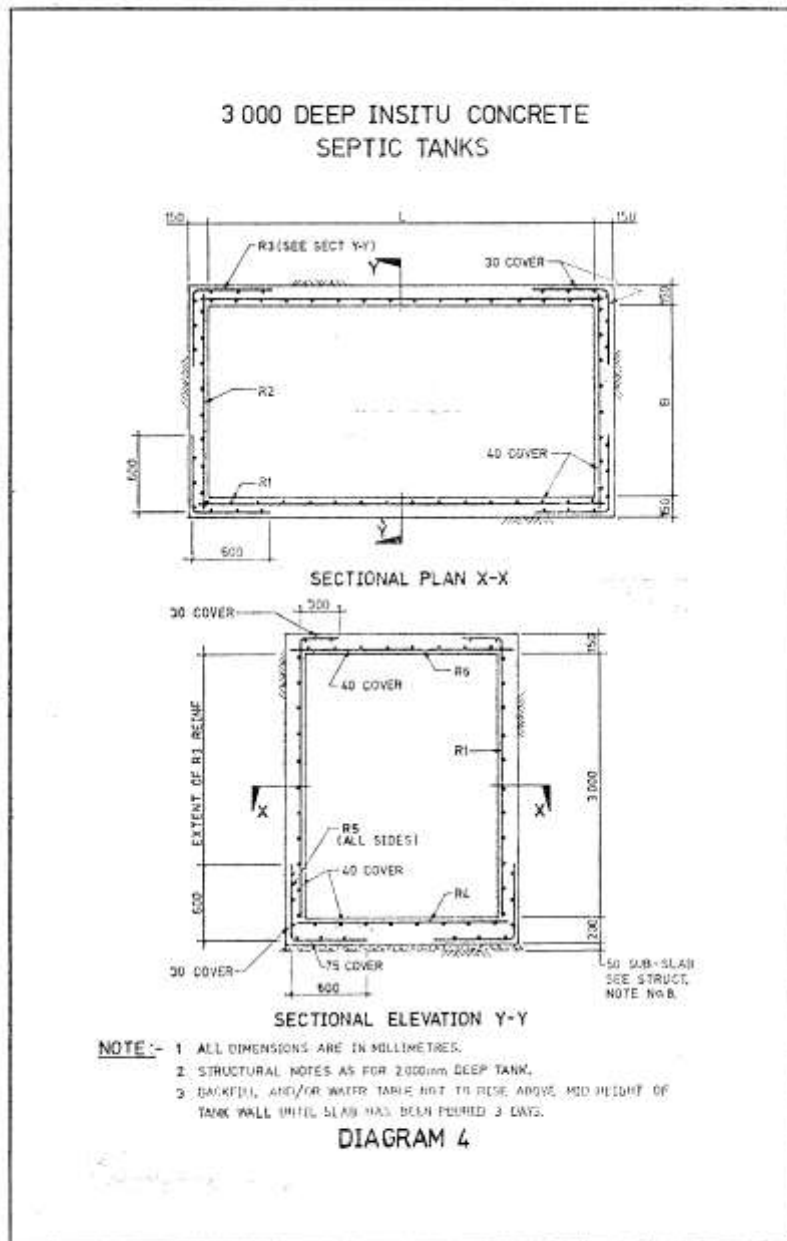 3 000 DEEP INSITU CONCRETE
SEPTIC TANKS
150
L
150
R3 (SEE SECT Y-Y)
Y
30 COVER
150
R2
B
600
40 COVER
R1
150
Y
600
SECTIONAL PLAN X-X
30 COVER
300
150
40 COVER
R6
EXTENT OF R3 REINF
R1
3 000
X
X
R5
(ALL SIDES)
40 COVER
R4
600
200
30 COVER
75 COVER
600
50 SUB-SLAB
SEE STRUCT.
NOTE No 8.
SECTIONAL ELEVATION Y-Y
NOTE:- 1 ALL DIMENSIONS ARE IN MILLIMETRES.
2 STRUCTURAL NOTES AS FOR 2000mm DEEP TANK.
3 BACKFILL AND/OR WATER TABLE NOT TO RISE ABOVE MID HEIGHT OF
TANK WALL UNTIL SLAB HAS BEEN POURED 3 DAYS.
DIAGRAM 4